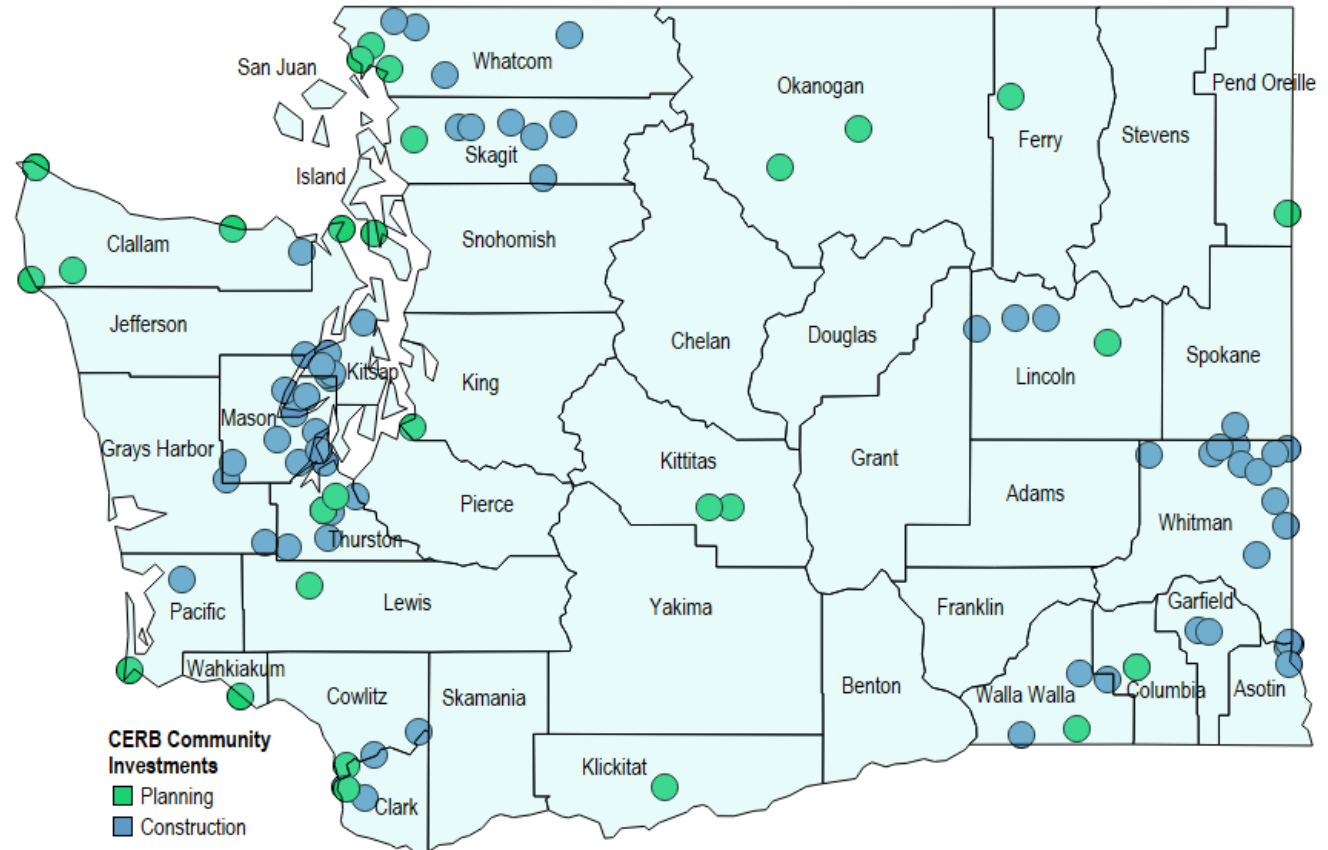 Whatcom
San Juan
Okanogan
Pend Oreille
Ferry
Stevens
Skagit
Island
Clallam
Snohomish
Jefferson
Chelan
Douglas
Spokane
Kitsap
King
Lincoln
Mason
Grays Harbor
Kittitas
Grant
Adams
Pierce
Whitman
Thurston
Pacific
Lewis
Yakima
Franklin
Garfield
Wahkiakum
Cowlitz
Skamania
Benton
Walla Walla
Columbia
Asotin
Klickitat
Clark
CERB Community
Investments
Planning
Construction